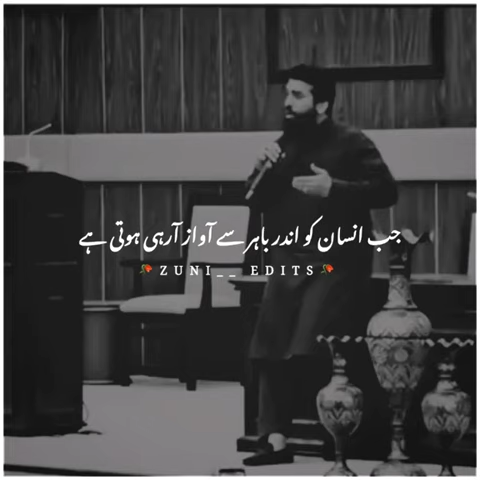 جب انسان کو اندر باہر سے آواز آرہی ہوتی ہے
🥀 ZUNI__ EDITS 🥀